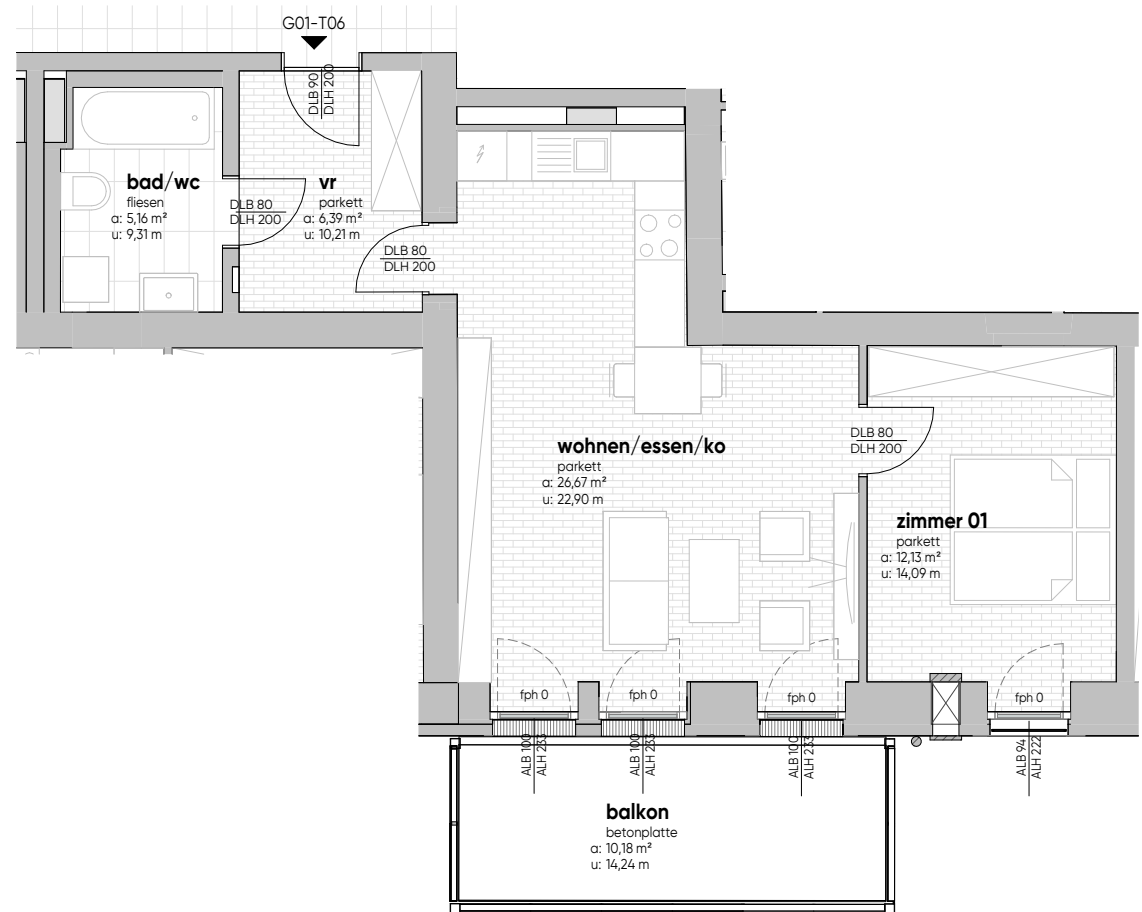 G01-T06
DLB 90
DLH 200
bad/wc
fliesen
a: 5,16 m²
u: 9,31 m
DLB 80
DLH 200
vr
parkett
a: 6,39 m²
u: 10,21 m
DLB 80
DLH 200
wohnen/essen/ko
parkett
a: 26,67 m²
u: 22,90 m
DLB 80
DLH 200
zimmer 01
parkett
a: 12,13 m²
u: 14,09 m
fph 0
fph 0
fph 0
fph 0
ALB 100
ALH 233
ALB 100
ALH 233
ALB 100
ALH 233
ALB 94
ALH 222
balkon
betonplatte
a: 10,18 m²
u: 14,24 m